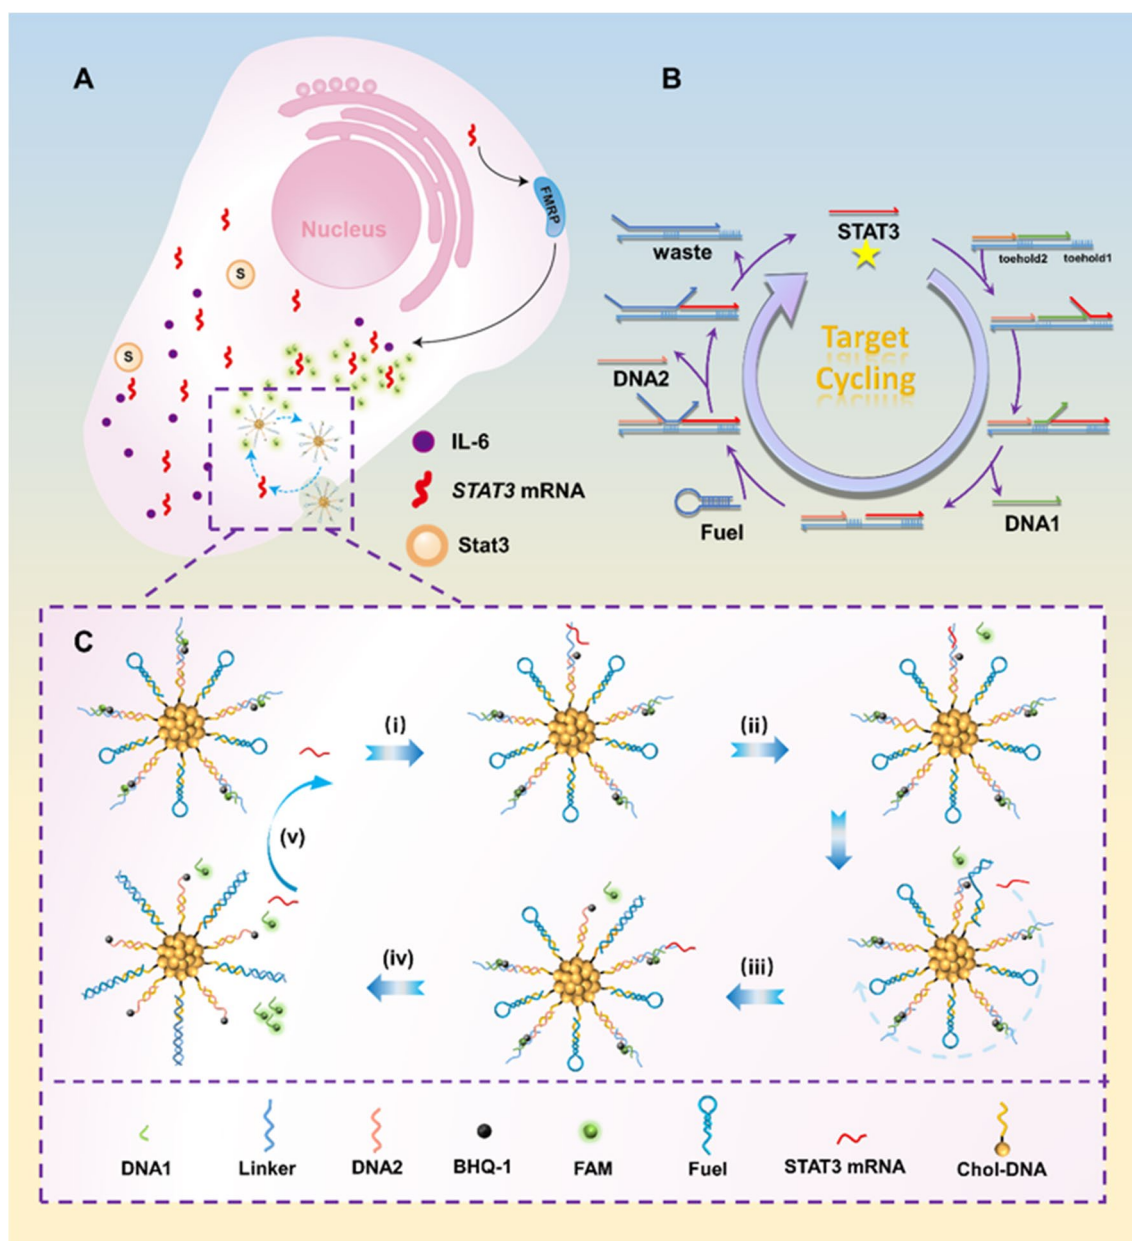 A
Nucleus
FMRP
S
S
IL-6
STAT3 mRNA
Stat3
B
STAT3
waste
toehold2
toehold1
DNA2
Target
Cycling
Fuel
DNA1
C
(i)
(ii)
(v)
(iv)
(iii)
DNA1
Linker
DNA2
BHQ-1
FAM
Fuel
STAT3 mRNA
Chol-DNA